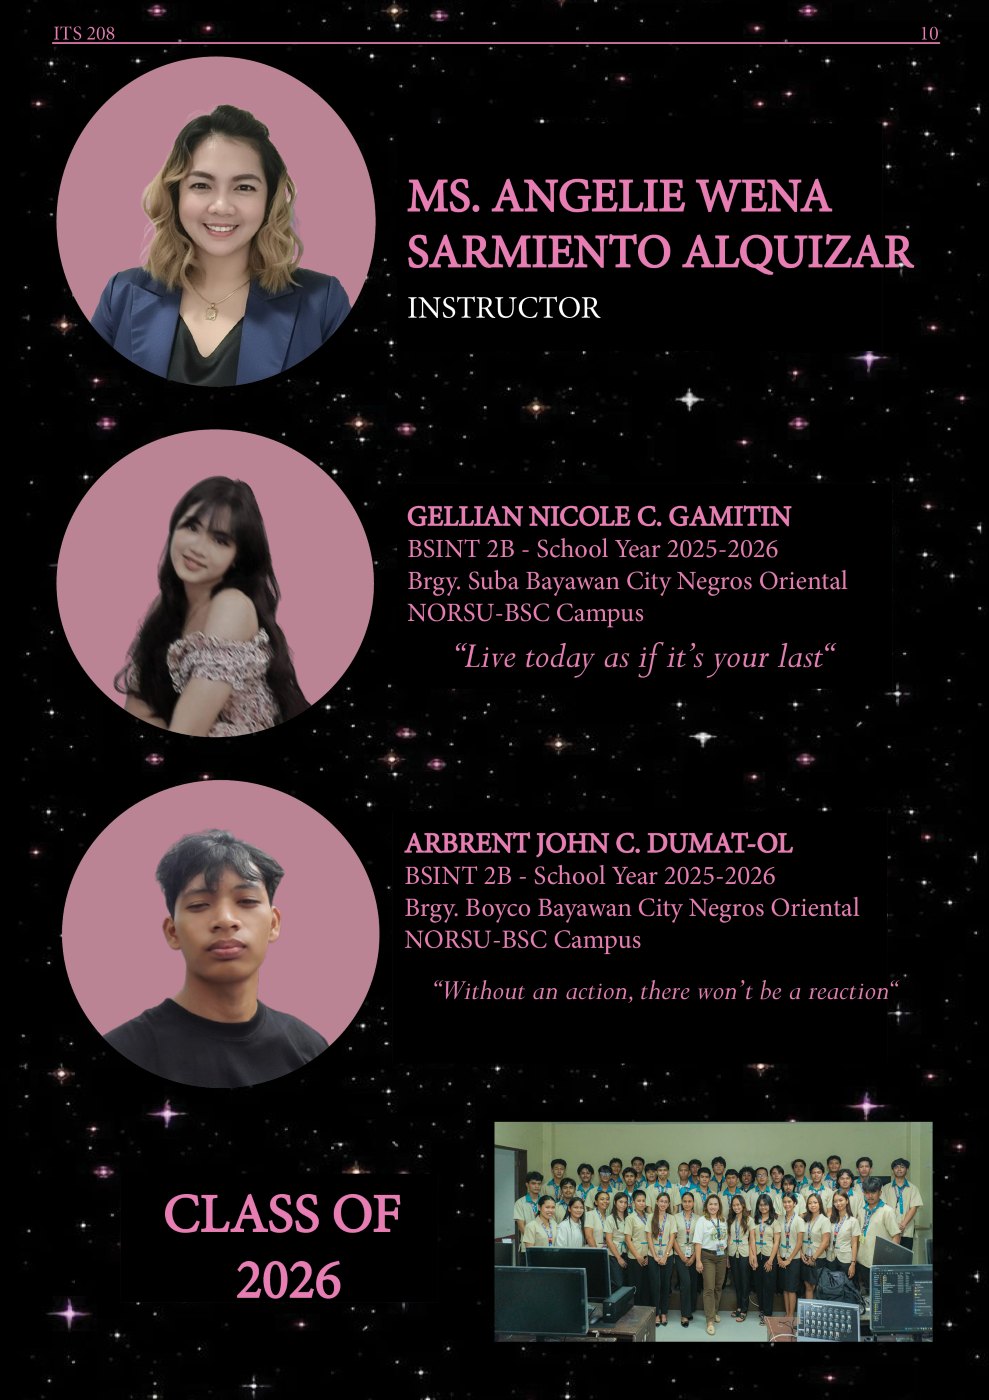 ITS 208
10
MS. ANGELIE WENA
SARMIENTO ALQUIZAR
INSTRUCTOR
GELLIAN NICOLE C. GAMITIN
BSINT 2B - School Year 2025-2026
Brgy. Suba Bayawan City Negros Oriental
NORSU-BSC Campus
“Live today as if it’s your last“
ARBRENT JOHN C. DUMAT-OL
BSINT 2B - School Year 2025-2026
Brgy. Boyco Bayawan City Negros Oriental
NORSU-BSC Campus
“Without an action, there won’t be a reaction“
CLASS OF
2026